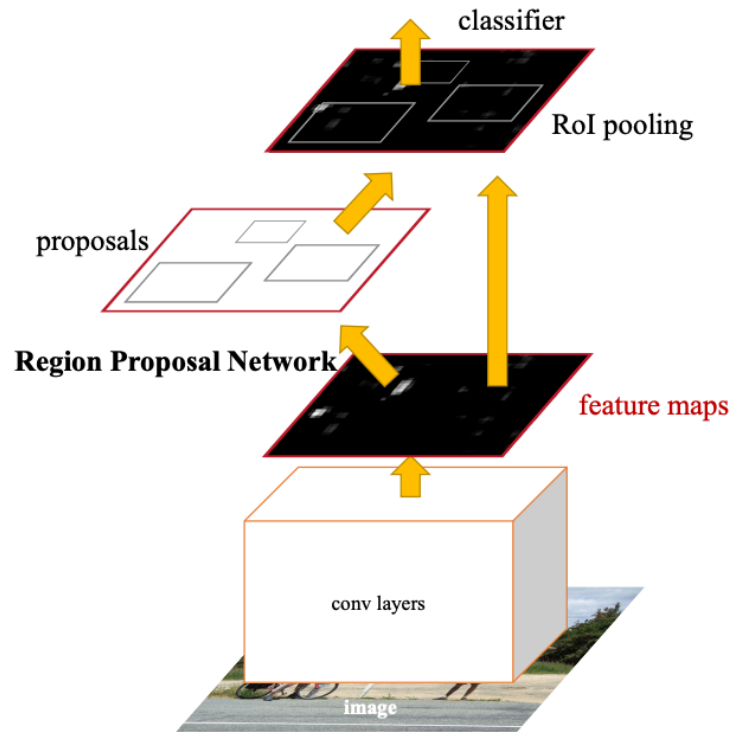 classifier
RoI pooling
proposals
Region Proposal Network
feature maps
conv layers
image